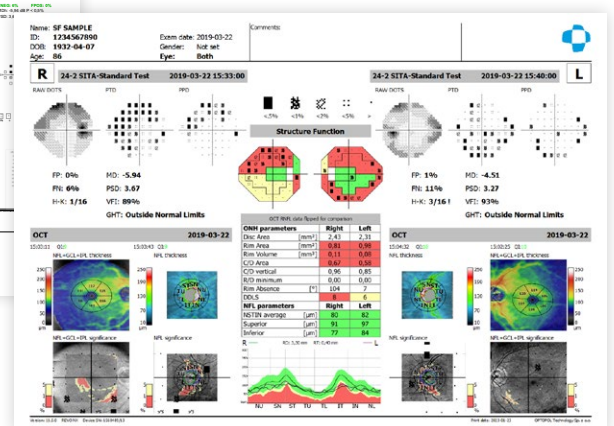 Name: SF SAMPLE
ID: 1234567890
DOB: 1932-04-07
Age: 86
Exam date: 2019-03-22
Gender: Not set
Eye: Both
Comments:
R 24-2 SITA-Standard Test 2019-03-22 15:33:00
24-2 SITA-Standard Test 2019-03-22 15:40:00 L
RAW DOTS PTD PPD
RAW DOTS PTD PPD
<.5% <1% <2% <5% >
Structure Function
FP: 0% MD: -5.94
FN: 6% PSD: 3.67
H-K: 1/16 VFI: 89%
GHT: Outside Normal Limits
FP: 1% MD: -4.51
FN: 11% PSD: 3.27
H-K: 3/16 ! VFI: 93%
GHT: Outside Normal Limits
OCT RNFL data flipped for comparison
ONH parameters Right Left
Disc Area [mm²] 2,43 2,31
Rim Area [mm²] 0,81 0,98
Rim Volume [mm³] 0,11 0,08
C/D Area 0,67 0,58
C/D vertical 0,96 0,85
R/D minimum 0,00 0,00
Rim Absence [°] 104 7
DDLS 8 6
NFL parameters Right Left
NSTIN average [µm] 80 82
Superior [µm] 91 97
Inferior [µm] 77 84
OCT 2019-03-22
OCT 2019-03-22
NFL+GCL+IPL thickness NFL thickness
NFL thickness NFL+GCL+IPL thickness
NFL+GCL+IPL significance NFL significance
NFL significance NFL+GCL+IPL significance
R L
NU SN ST TU TL IT IN NL